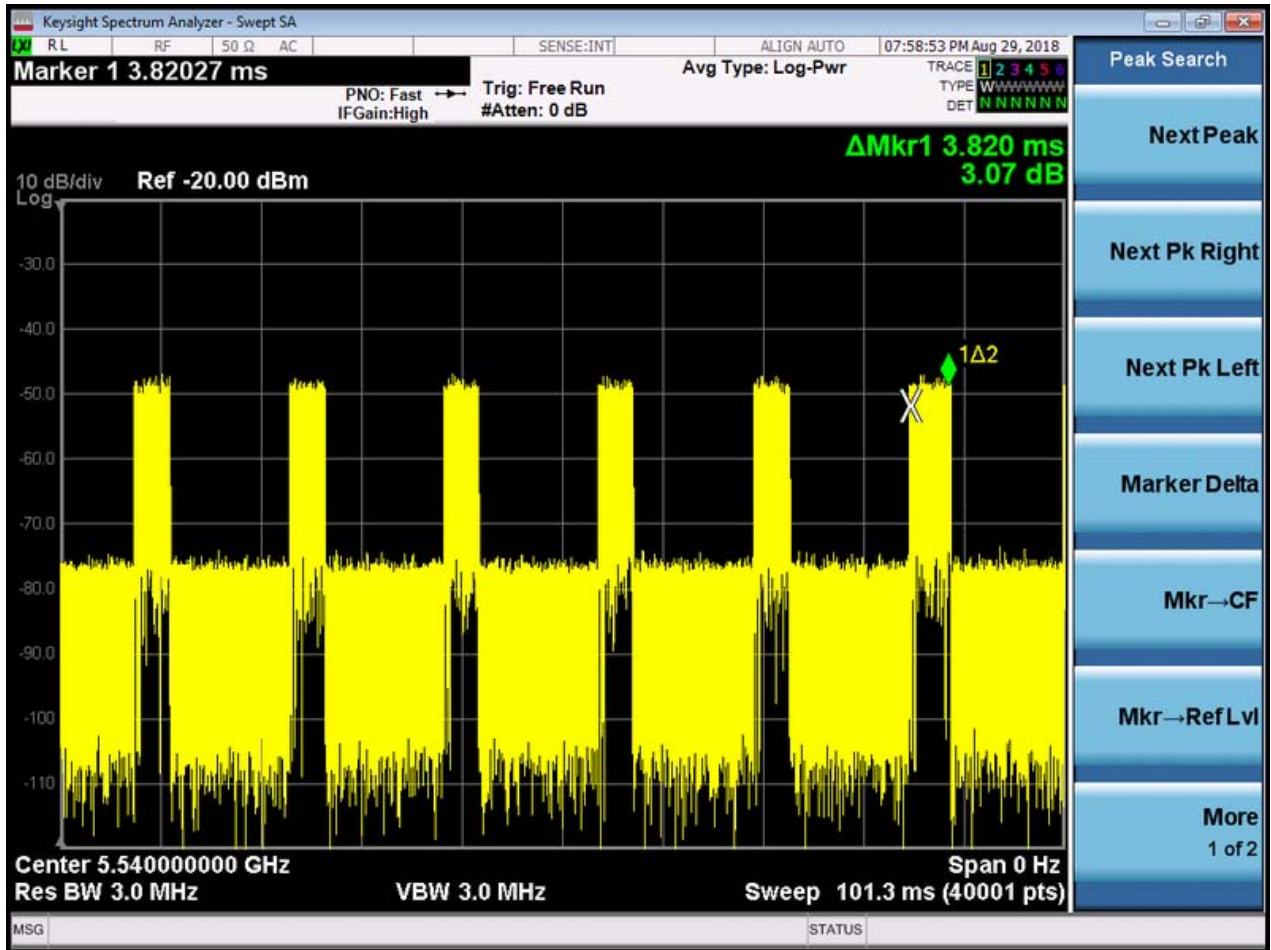 Keysight Spectrum Analyzer - Swept SA
LXI RL RF 50 Ω AC SENSE:INT ALIGN AUTO 07:58:53 PM Aug 29, 2018
Marker 1 3.82027 ms
PNO: Fast
IFGain:High
Trig: Free Run
#Atten: 0 dB
Avg Type: Log-Pwr
TRACE 1 2 3 4 5 6
TYPE WWWWWW
DET N N N N N N
Peak Search
Next Peak
Next Pk Right
Next Pk Left
Marker Delta
Mkr→CF
Mkr→Ref Lvl
More
1 of 2
ΔMkr1 3.820 ms
3.07 dB
10 dB/div Ref -20.00 dBm
Log
-30.0
-40.0
1Δ2
-50.0
-60.0
-70.0
-80.0
-90.0
-100
-110
Center 5.540000000 GHz Span 0 Hz
Res BW 3.0 MHz VBW 3.0 MHz Sweep 101.3 ms (40001 pts)
MSG STATUS